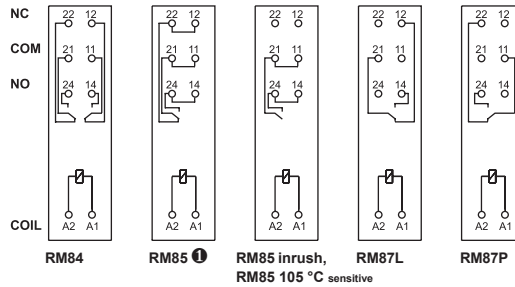 NC 22 12 22 12 22 12 22 12 22 12
COM 21 11 21 11 21 11 21 11 21 11
NO 24 14 24 14 24 14 24 14 24 14
COIL A2 A1 A2 A1 A2 A1 A2 A1 A2 A1
RM84 RM85 ❶ RM85 inrush, RM87L RM87P
RM85 105 °C sensitive